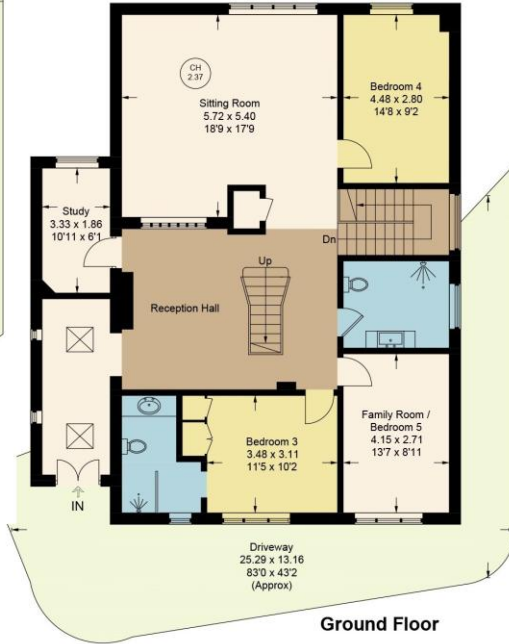 CH
2.37
Sitting Room
5.72 x 5.40
18'9 x 17'9
Bedroom 4
4.48 x 2.80
14'8 x 9'2
Study
3.33 x 1.86
10'11 x 6'1
Dn
Up
Reception Hall
Family Room /
Bedroom 5
4.15 x 2.71
13'7 x 8'11
Bedroom 3
3.48 x 3.11
11'5 x 10'2
IN
Driveway
25.29 x 13.16
83'0 x 43'2
(Approx)
Ground Floor